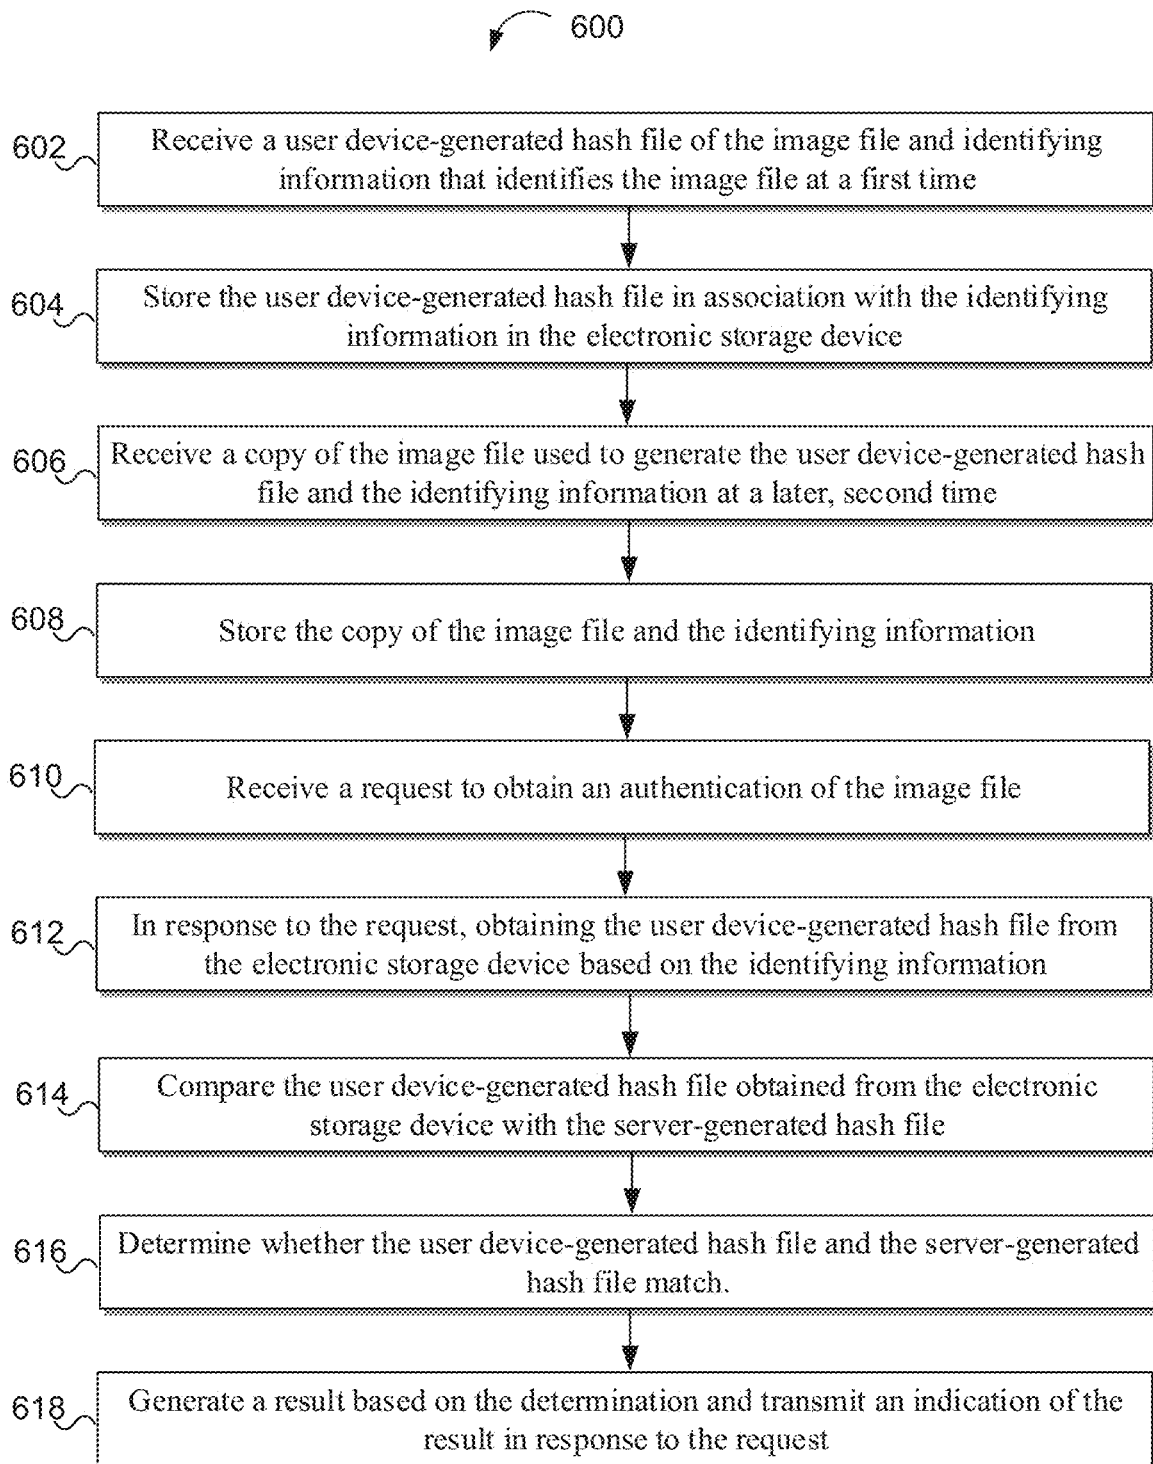 600
602
Receive a user device-generated hash file of the image file and identifying
information that identifies the image file at a first time
604
Store the user device-generated hash file in association with the identifying
information in the electronic storage device
606
Receive a copy of the image file used to generate the user device-generated hash
file and the identifying information at a later, second time
608
Store the copy of the image file and the identifying information
610
Receive a request to obtain an authentication of the image file
612
In response to the request, obtaining the user device-generated hash file from
the electronic storage device based on the identifying information
614
Compare the user device-generated hash file obtained from the electronic
storage device with the server-generated hash file
616
Determine whether the user device-generated hash file and the server-generated
hash file match.
618
Generate a result based on the determination and transmit an indication of the
result in response to the request